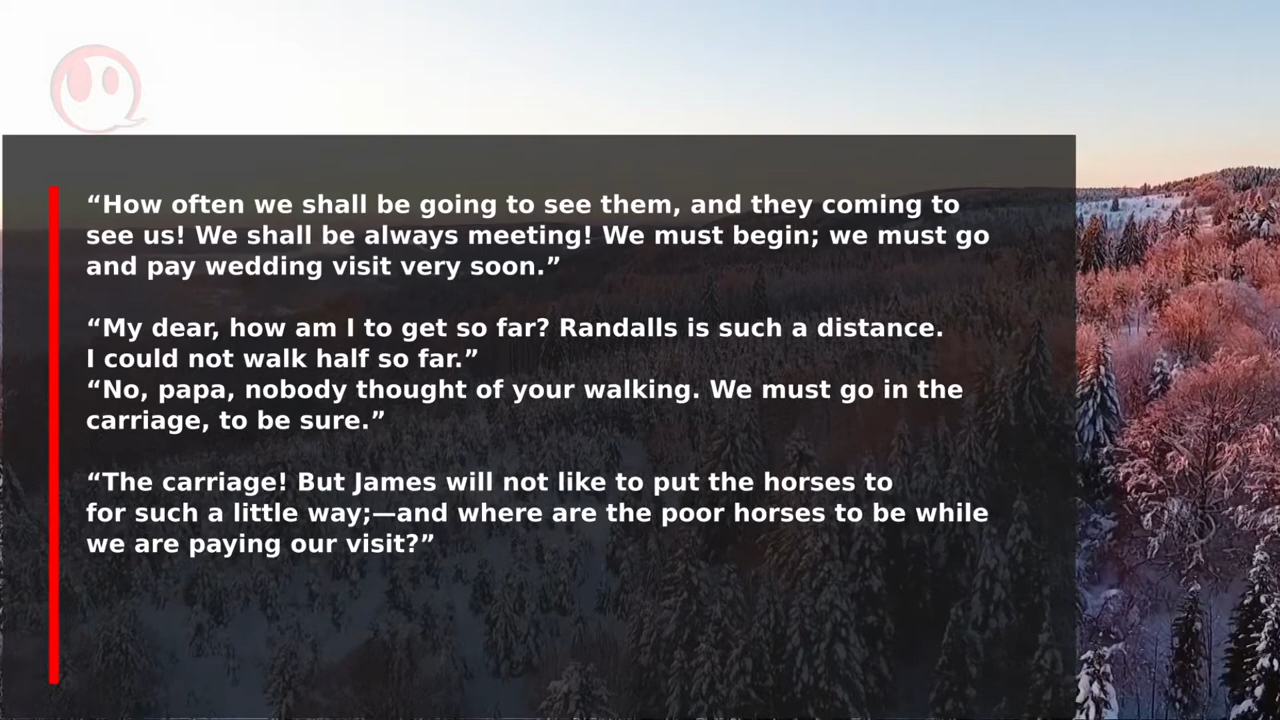 “How often we shall be going to see them, and they coming to
see us! We shall be always meeting! We must begin; we must go
and pay wedding visit very soon.”
“My dear, how am I to get so far? Randalls is such a distance.
I could not walk half so far.”
“No, papa, nobody thought of your walking. We must go in the
carriage, to be sure.”
“The carriage! But James will not like to put the horses to
for such a little way;—and where are the poor horses to be while
we are paying our visit?”